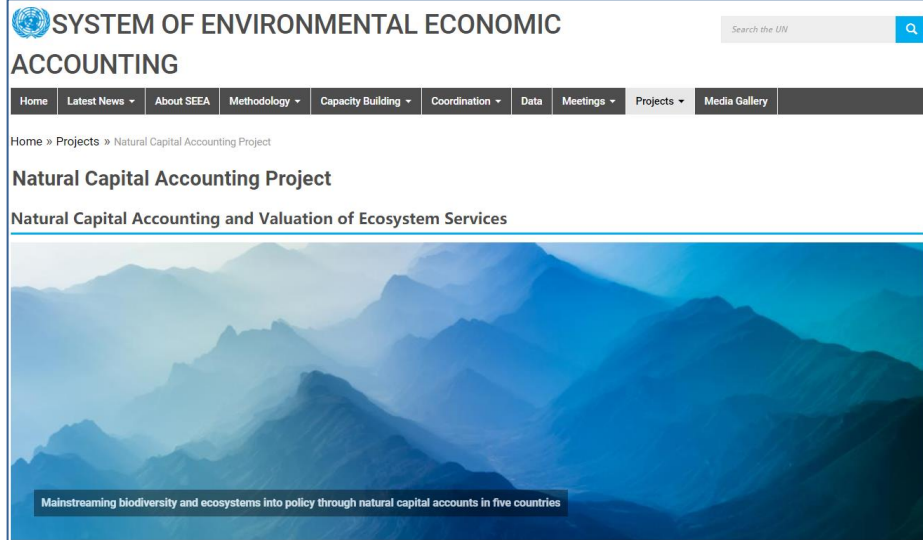 SYSTEM OF ENVIRONMENTAL ECONOMIC
ACCOUNTING
Search the UN
Home Latest News About SEEA Methodology Capacity Building Coordination Data Meetings Projects Media Gallery
Home » Projects » Natural Capital Accounting Project
Natural Capital Accounting Project
Natural Capital Accounting and Valuation of Ecosystem Services
Mainstreaming biodiversity and ecosystems into policy through natural capital accounts in five countries